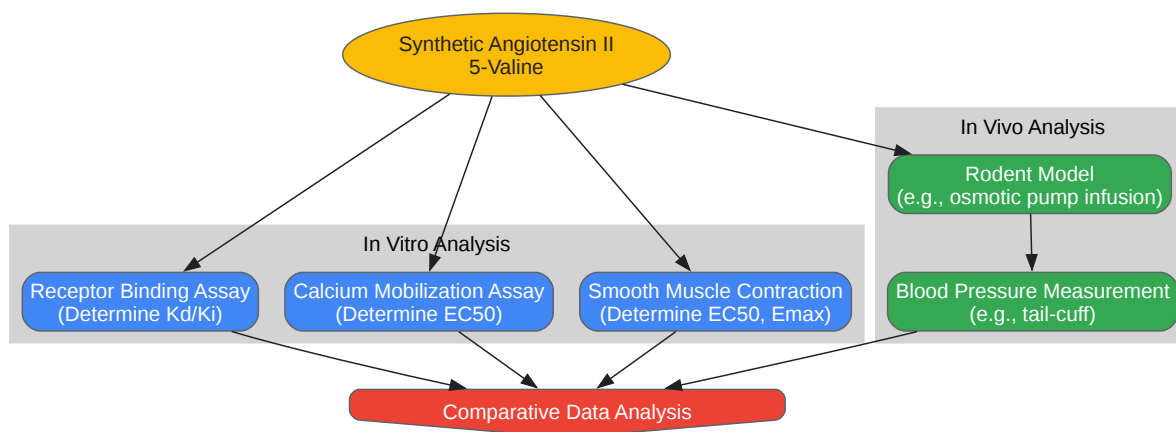 Synthetic Angiotensin II
5-Valine
In Vivo Analysis
Rodent Model
(e.g., osmotic pump infusion)
In Vitro Analysis
Receptor Binding Assay
(Determine Kd/Ki)
Calcium Mobilization Assay
(Determine EC50)
Smooth Muscle Contraction
(Determine EC50, Emax)
Blood Pressure Measurement
(e.g., tail-cuff)
Comparative Data Analysis